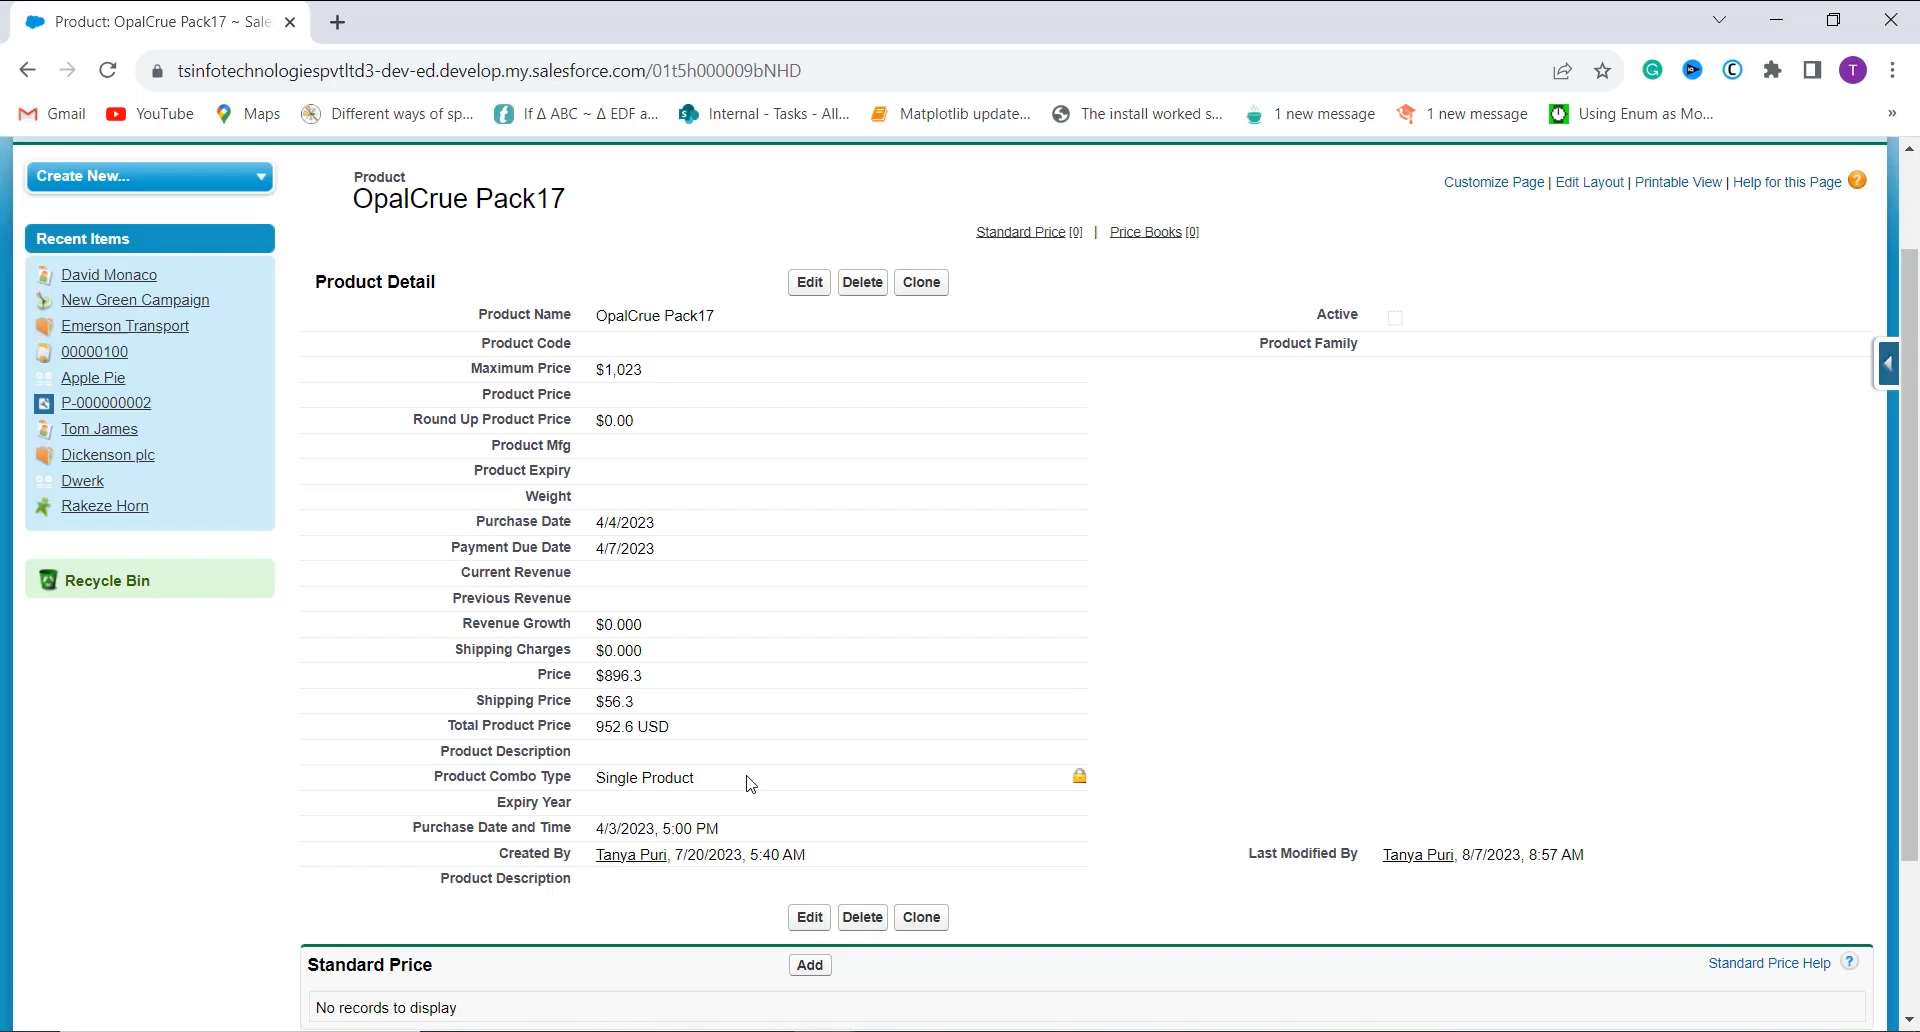 Product: OpalCrue Pack17 ~ Sale
tsinfotechnologiespvtltd3-dev-ed.develop.my.salesforce.com/01t5h000009bNHD
T
Gmail YouTube Maps Different ways of sp... If Δ ABC ~ Δ EDF a... Internal - Tasks - All... Matplotlib update... The install worked s... 1 new message 1 new message Using Enum as Mo... »
Create New...
Recent Items
David Monaco
New Green Campaign
Emerson Transport
00000100
Apple Pie
P-000000002
Tom James
Dickenson plc
Dwerk
Rakeze Horn
Recycle Bin
Product
OpalCrue Pack17
Customize Page | Edit Layout | Printable View | Help for this Page ?
Standard Price [0] | Price Books [0]
Product Detail Edit Delete Clone
Product Name OpalCrue Pack17 Active
Product Code Product Family
Maximum Price $1,023
Product Price
Round Up Product Price $0.00
Product Mfg
Product Expiry
Weight
Purchase Date 4/4/2023
Payment Due Date 4/7/2023
Current Revenue
Previous Revenue
Revenue Growth $0.000
Shipping Charges $0.000
Price $896.3
Shipping Price $56.3
Total Product Price 952.6 USD
Product Description
Product Combo Type Single Product
Expiry Year
Purchase Date and Time 4/3/2023, 5:00 PM
Created By Tanya Puri, 7/20/2023, 5:40 AM Last Modified By Tanya Puri, 8/7/2023, 8:57 AM
Product Description
Edit Delete Clone
Standard Price Add Standard Price Help ?
No records to display